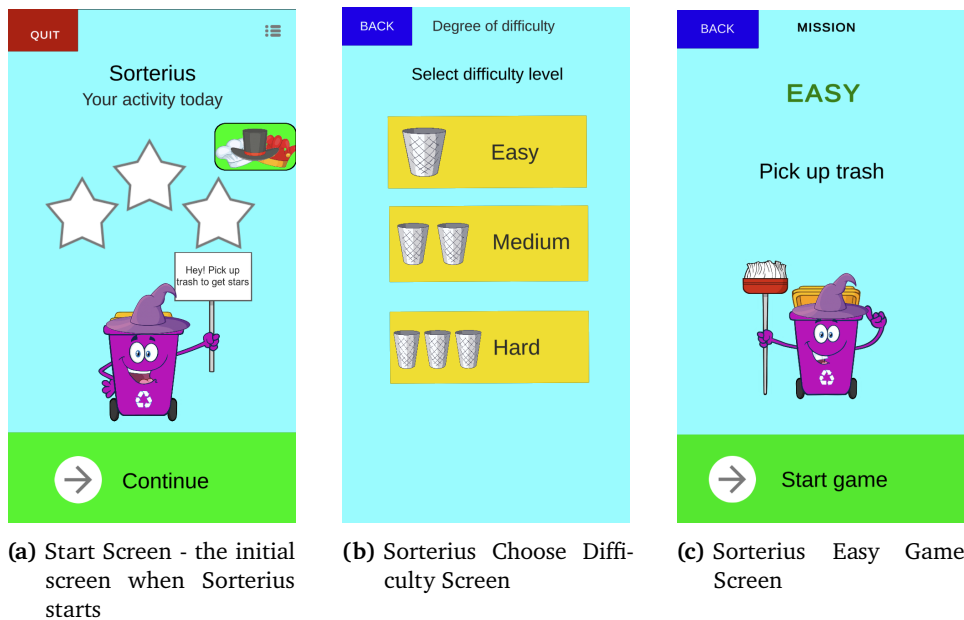 QUIT
Sorterius
Your activity today
Hey! Pick up
trash to get stars
Continue
BACK
Degree of difficulty
Select difficulty level
Easy
Medium
Hard
BACK
MISSION
EASY
Pick up trash
Start game
(a) Start Screen - the initial
screen when Sorterius
starts
(b) Sorterius Choose Diffi-
culty Screen
(c) Sorterius Easy Game
Screen